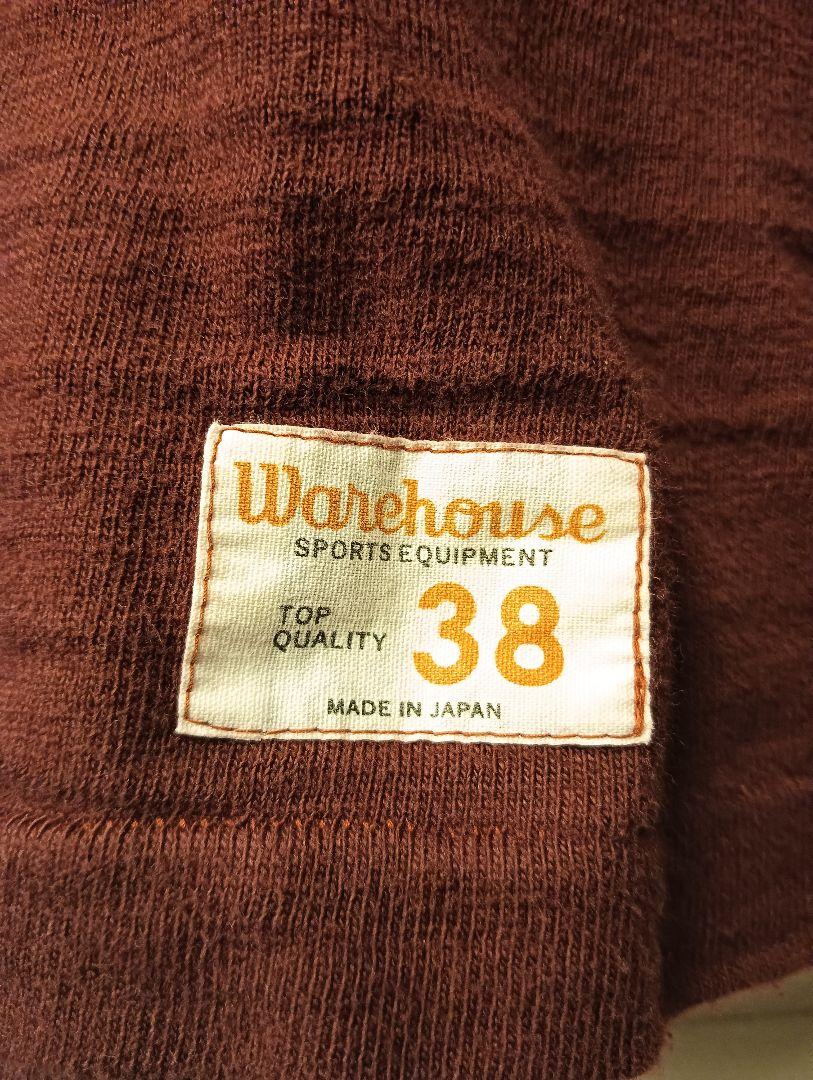 Warehouse
SPORTS EQUIPMENT
TOP
QUALITY
38
MADE IN JAPAN